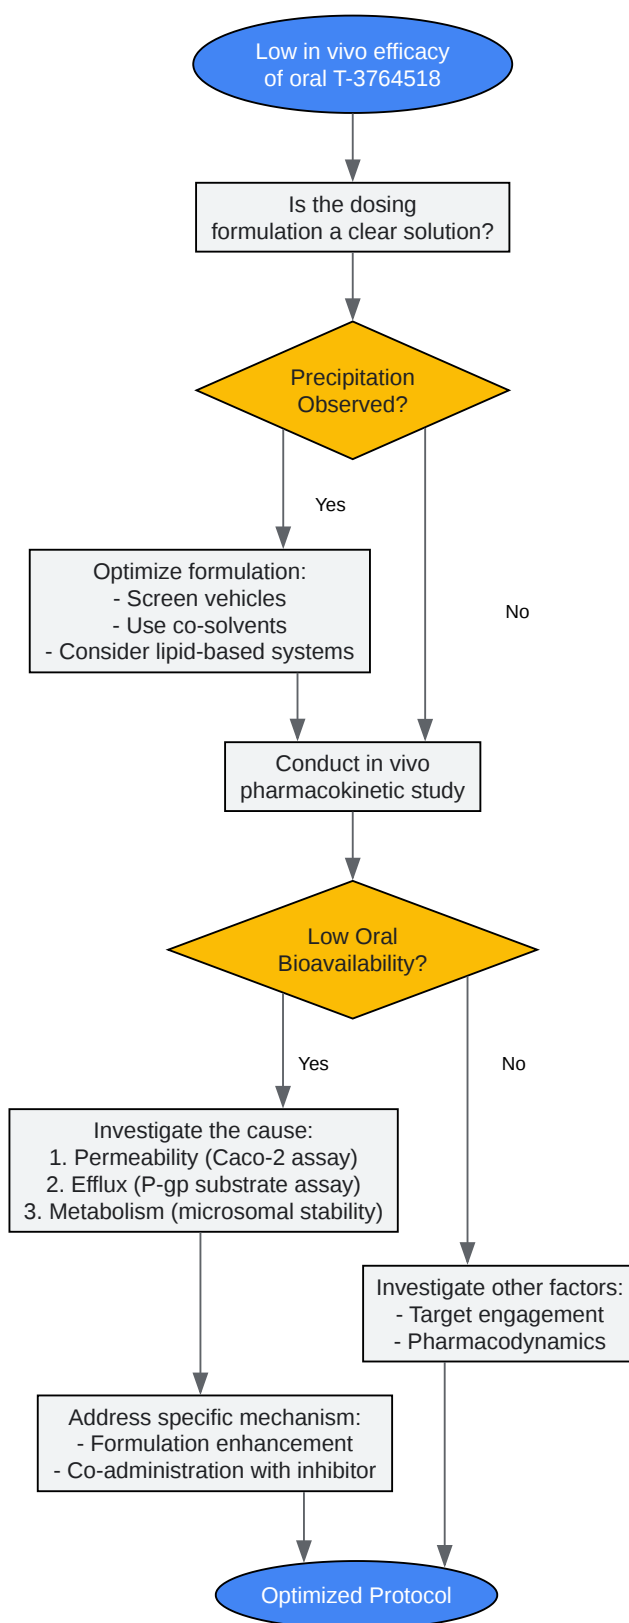 Low in vivo efficacy
of oral T-3764518
Is the dosing
formulation a clear solution?
Precipitation
Observed?
Yes
No
Optimize formulation:
- Screen vehicles
- Use co-solvents
- Consider lipid-based systems
Conduct in vivo
pharmacokinetic study
Low Oral
Bioavailability?
Yes
No
Investigate the cause:
1. Permeability (Caco-2 assay)
2. Efflux (P-gp substrate assay)
3. Metabolism (microsomal stability)
Investigate other factors:
- Target engagement
- Pharmacodynamics
Address specific mechanism:
- Formulation enhancement
- Co-administration with inhibitor
Optimized Protocol